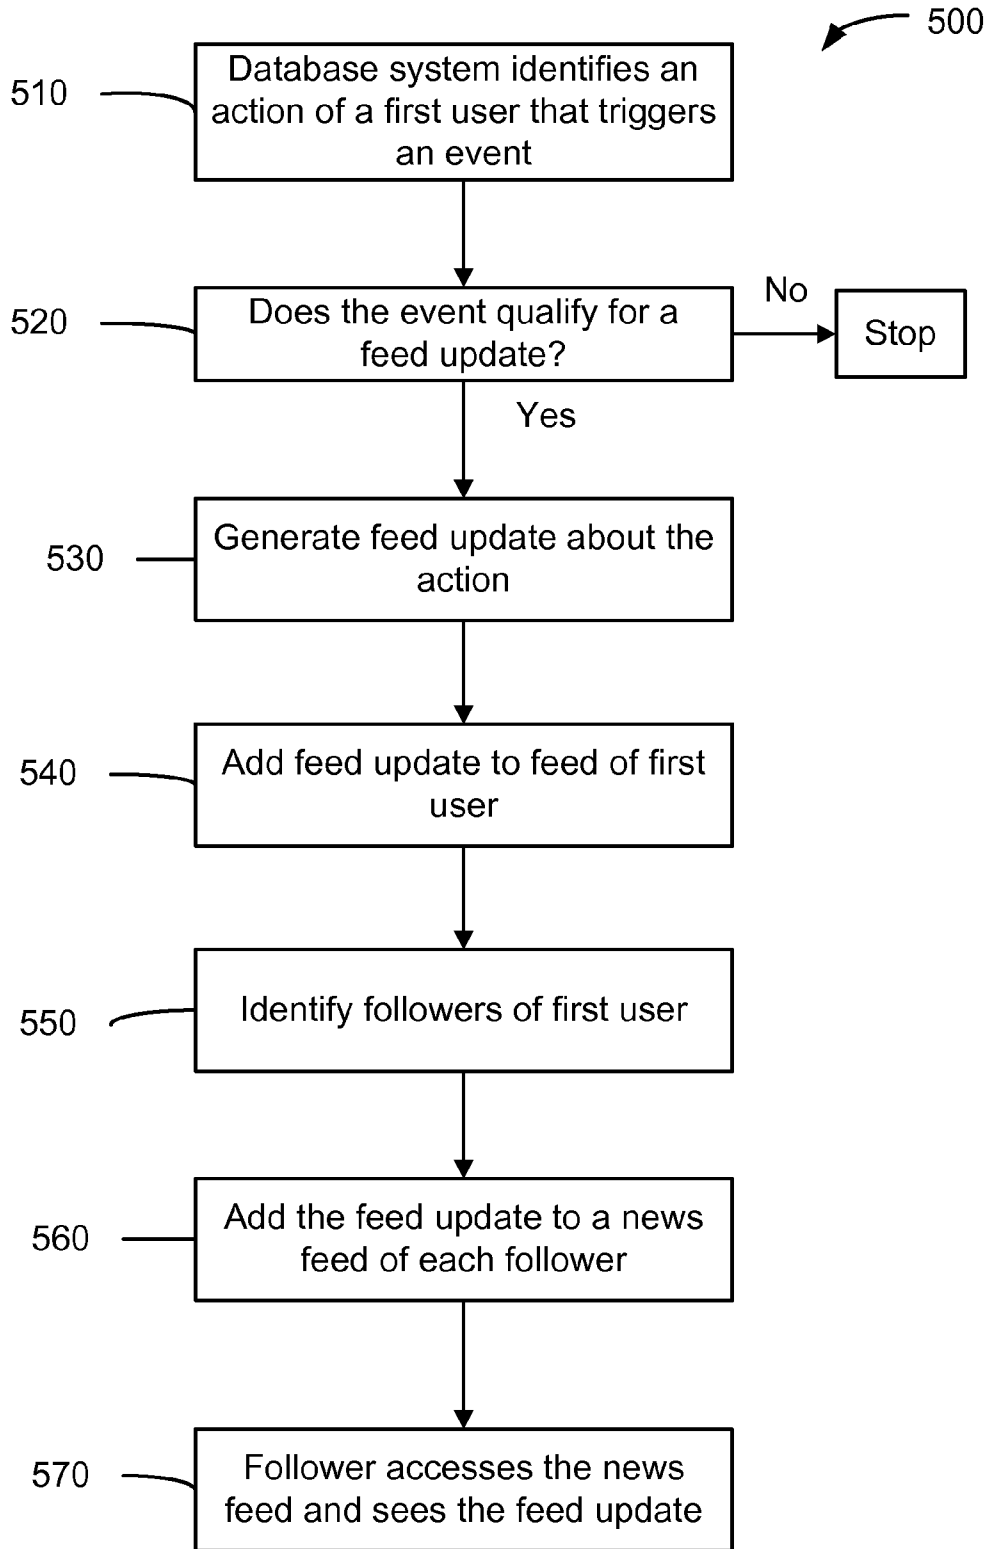 500
510
Database system identifies an
action of a first user that triggers
an event
520
Does the event qualify for a
feed update?
No
Stop
Yes
530
Generate feed update about the
action
540
Add feed update to feed of first
user
550
Identify followers of first user
560
Add the feed update to a news
feed of each follower
570
Follower accesses the news
feed and sees the feed update